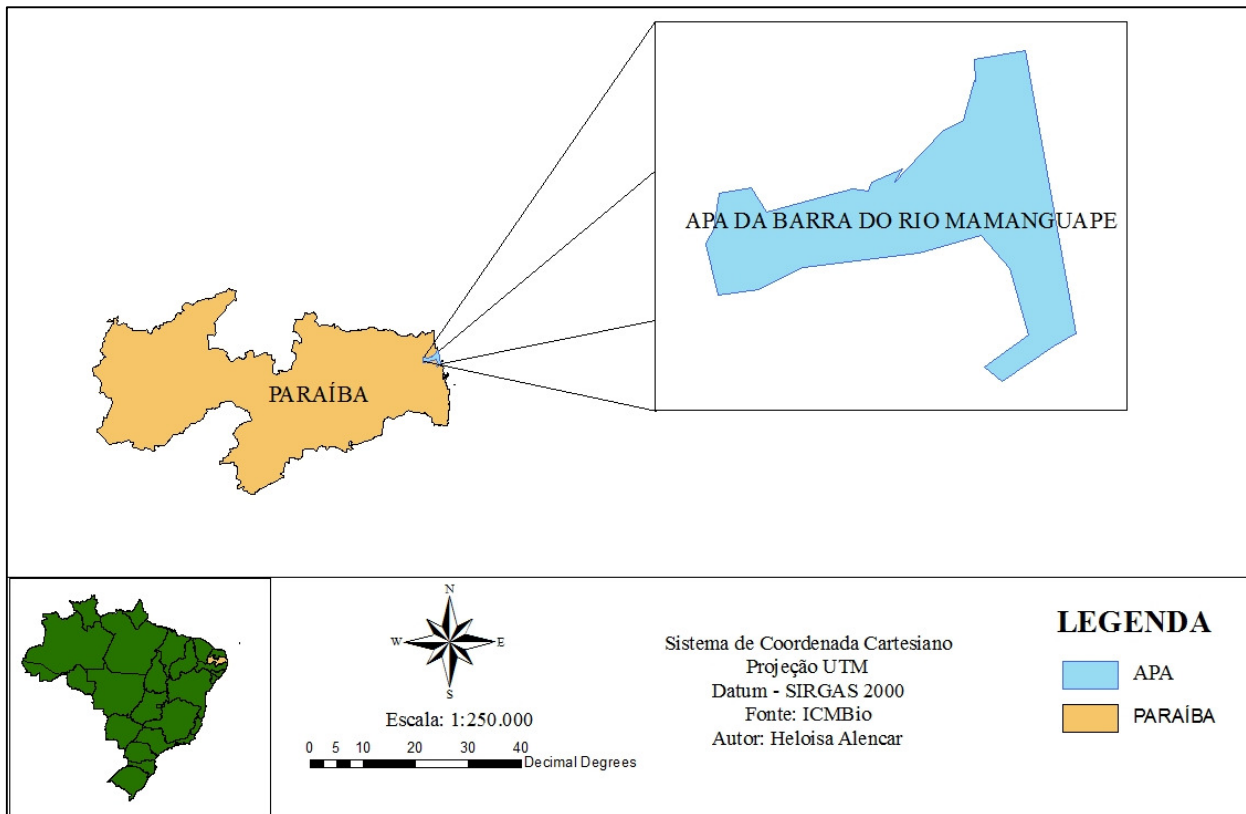 APA DA BARRA DO RIO MAMANGUAPE
PARAÍBA
N
W
E
S
Escala: 1:250.000
0 5 10 20 30 40
Decimal Degrees
Sistema de Coordenada Cartesiano
Projeção UTM
Datum - SIRGAS 2000
Fonte: ICMBio
Autor: Heloisa Alencar
LEGENDA
APA
PARAÍBA